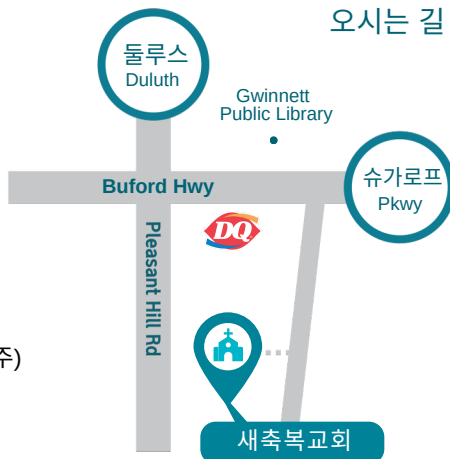 오시는 길
둘루스
Duluth
Gwinnett
Public Library
Buford Hwy
슈가로프
Pkwy
DQ
Pleasant Hill Rd
주)
새축복교회